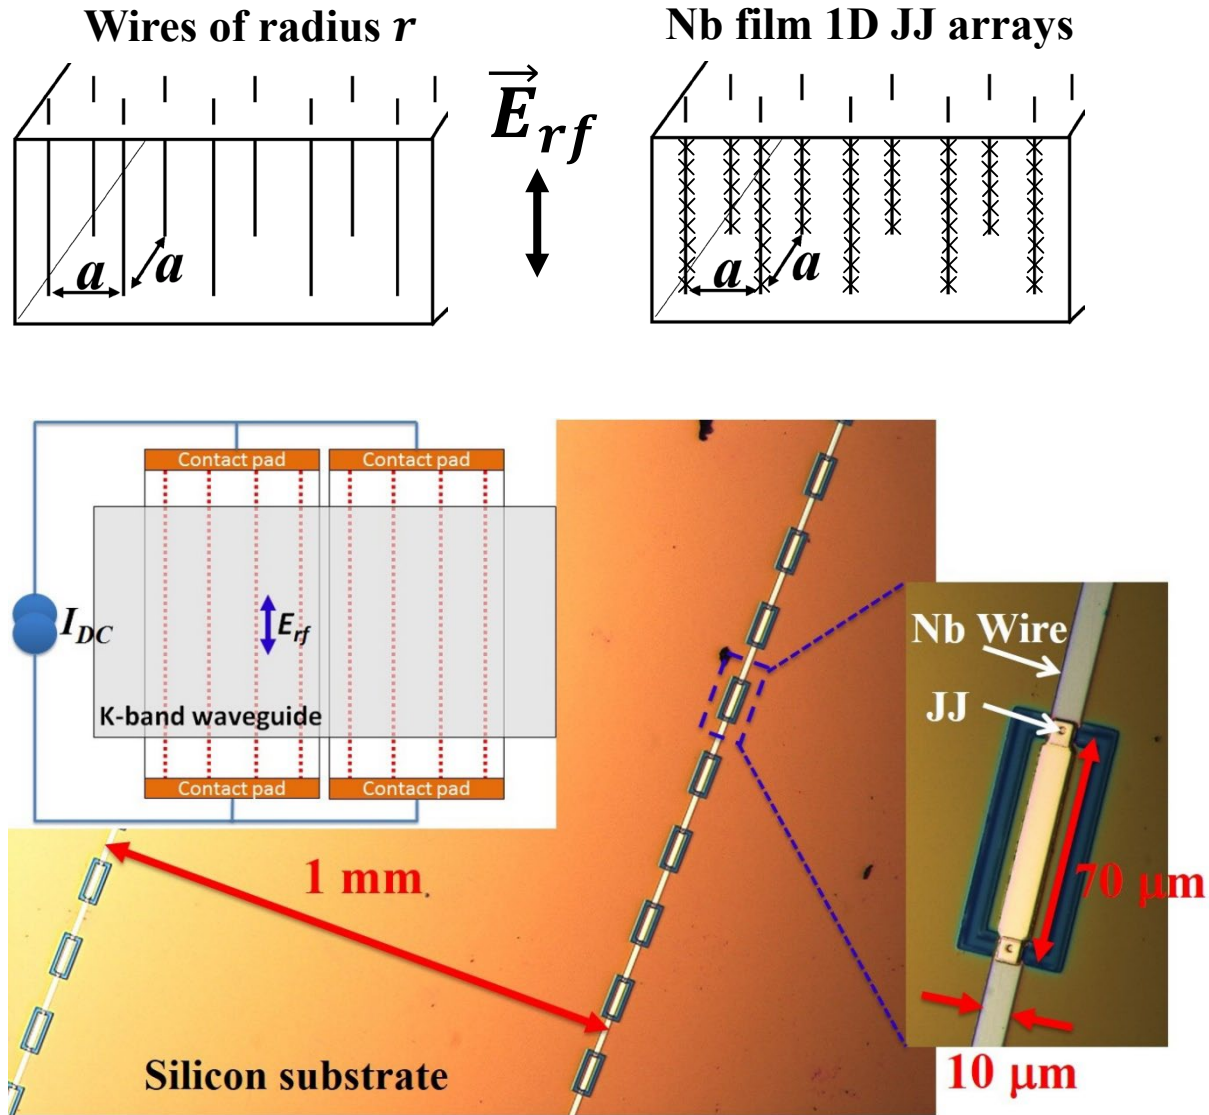 Wires of radius r
Nb film 1D JJ arrays
E⃗rf
a
a
a
a
Contact pad
Contact pad
IDC
Erf
K-band waveguide
Contact pad
Contact pad
Nb Wire
JJ
1 mm
70 μm
10 μm
Silicon substrate